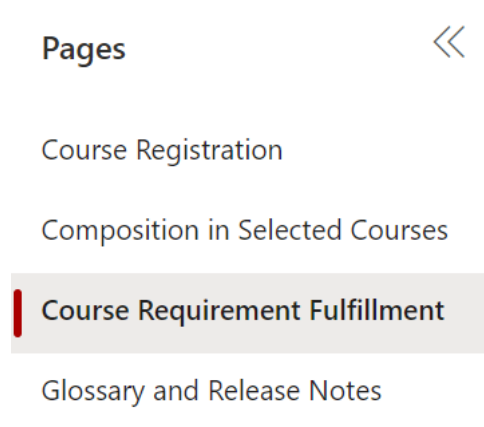 Pages
Course Registration
Composition in Selected Courses
Course Requirement Fulfillment
Glossary and Release Notes